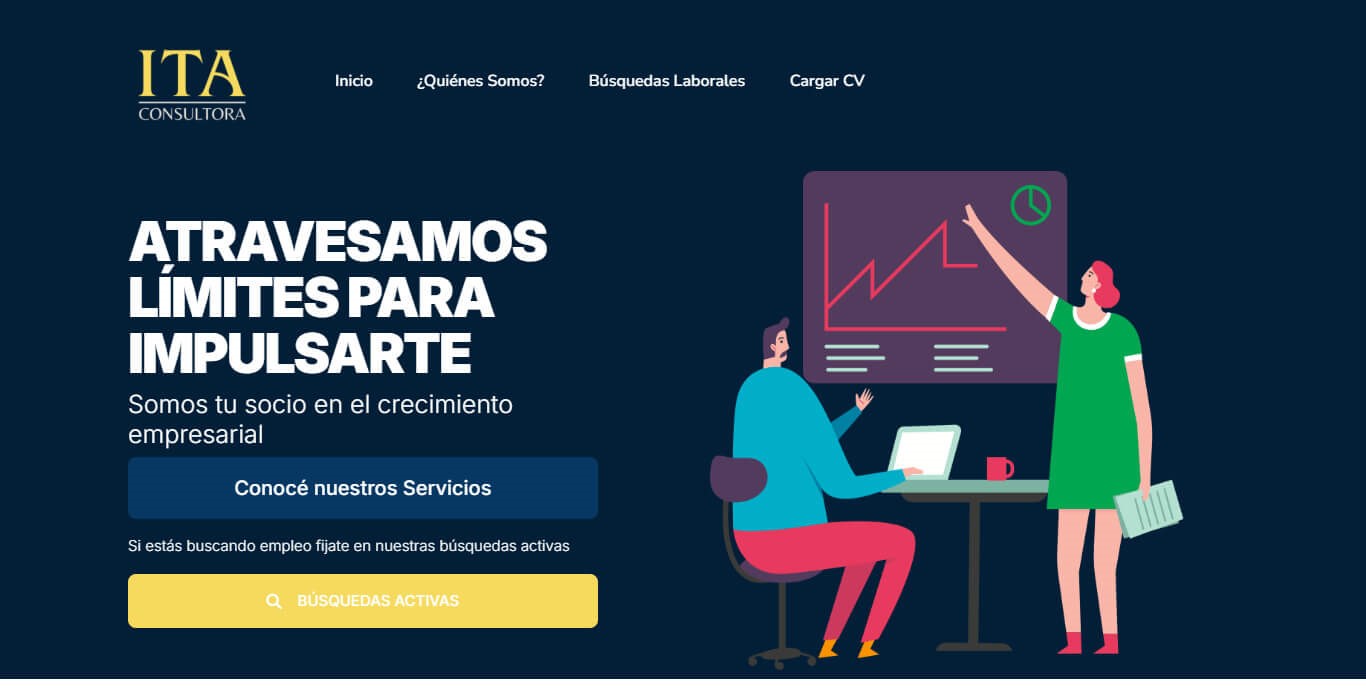 ITA
CONSULTORA
Inicio
¿Quiénes Somos?
Búsquedas Laborales
Cargar CV
ATRAVESAMOS
LÍMITES PARA
IMPULSARTE
Somos tu socio en el crecimiento
empresarial
Conocé nuestros Servicios
Si estás buscando empleo fijate en nuestras búsquedas activas
BÚSQUEDAS ACTIVAS